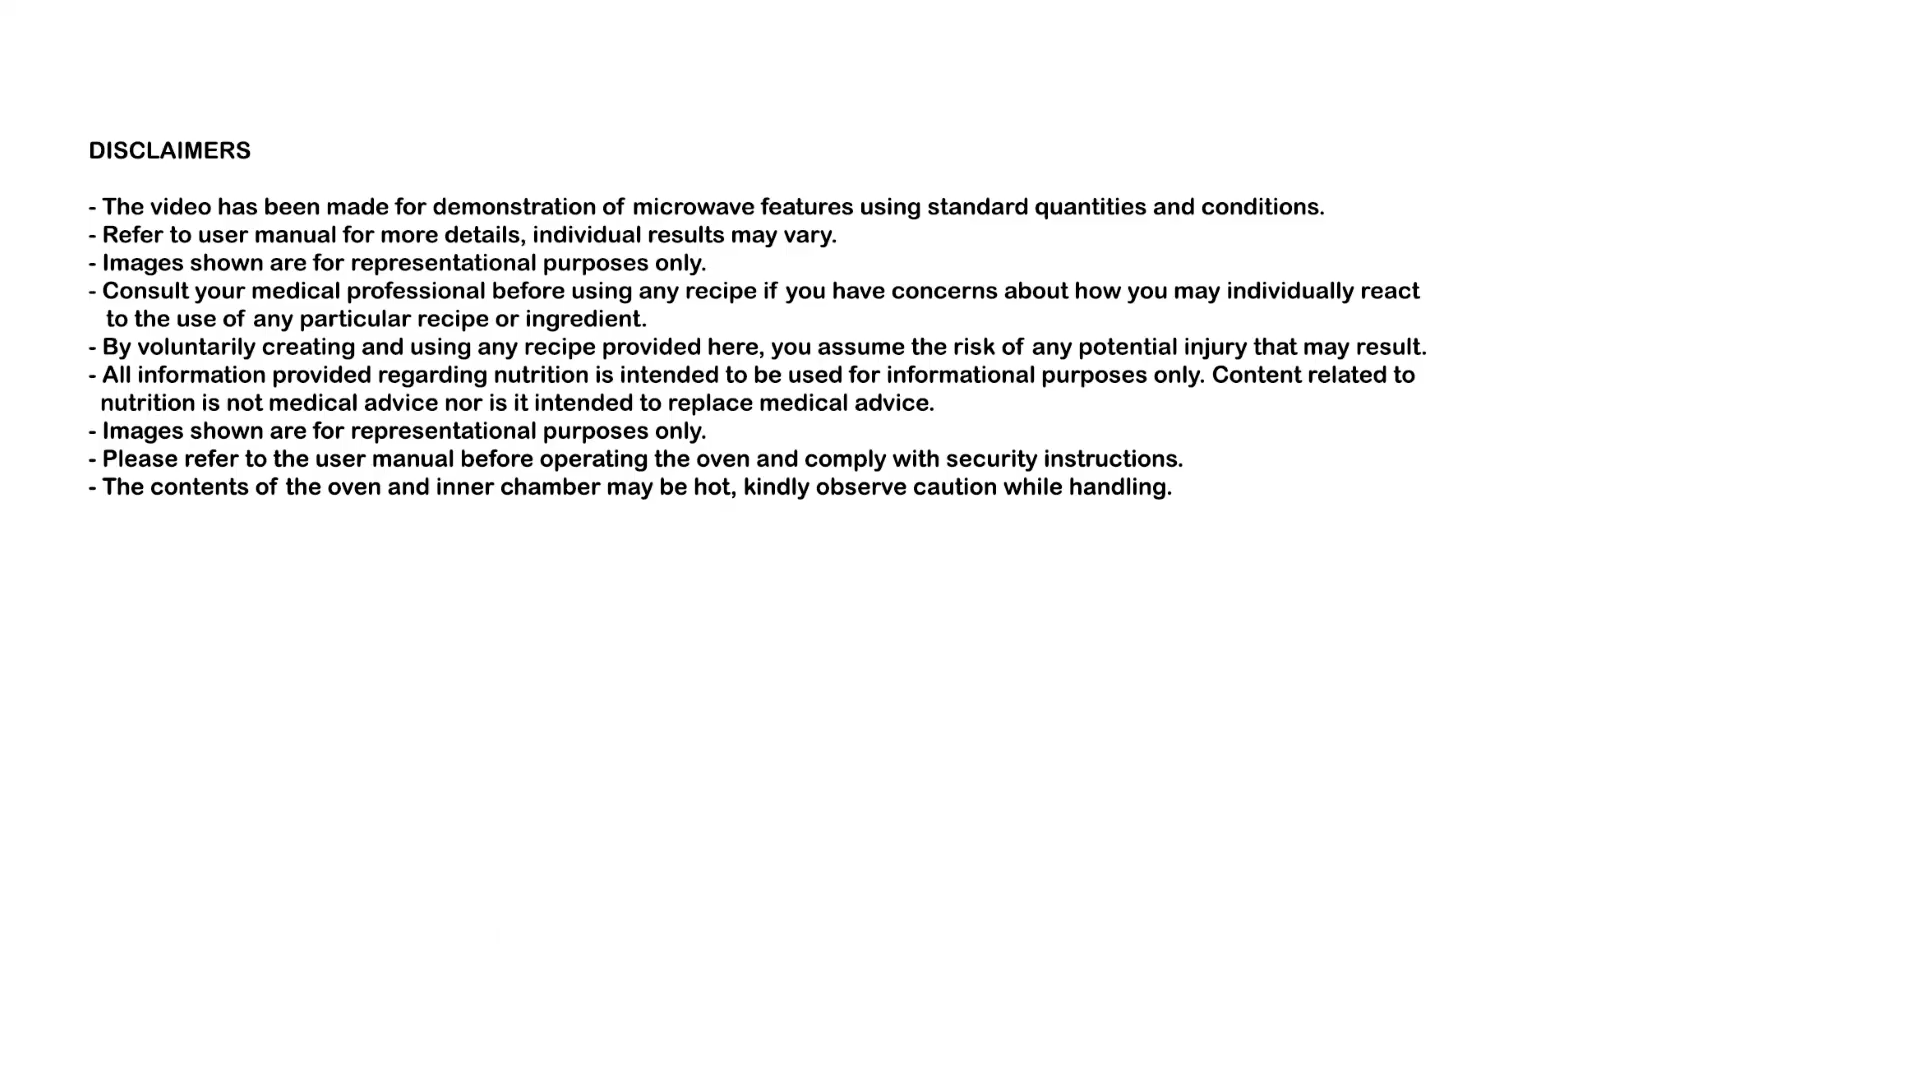 DISCLAIMERS
- The video has been made for demonstration of microwave features using standard quantities and conditions.
- Refer to user manual for more details, individual results may vary.
- Images shown are for representational purposes only.
- Consult your medical professional before using any recipe if you have concerns about how you may individually react
to the use of any particular recipe or ingredient.
- By voluntarily creating and using any recipe provided here, you assume the risk of any potential injury that may result.
- All information provided regarding nutrition is intended to be used for informational purposes only. Content related to
nutrition is not medical advice nor is it intended to replace medical advice.
- Images shown are for representational purposes only.
- Please refer to the user manual before operating the oven and comply with security instructions.
- The contents of the oven and inner chamber may be hot, kindly observe caution while handling.